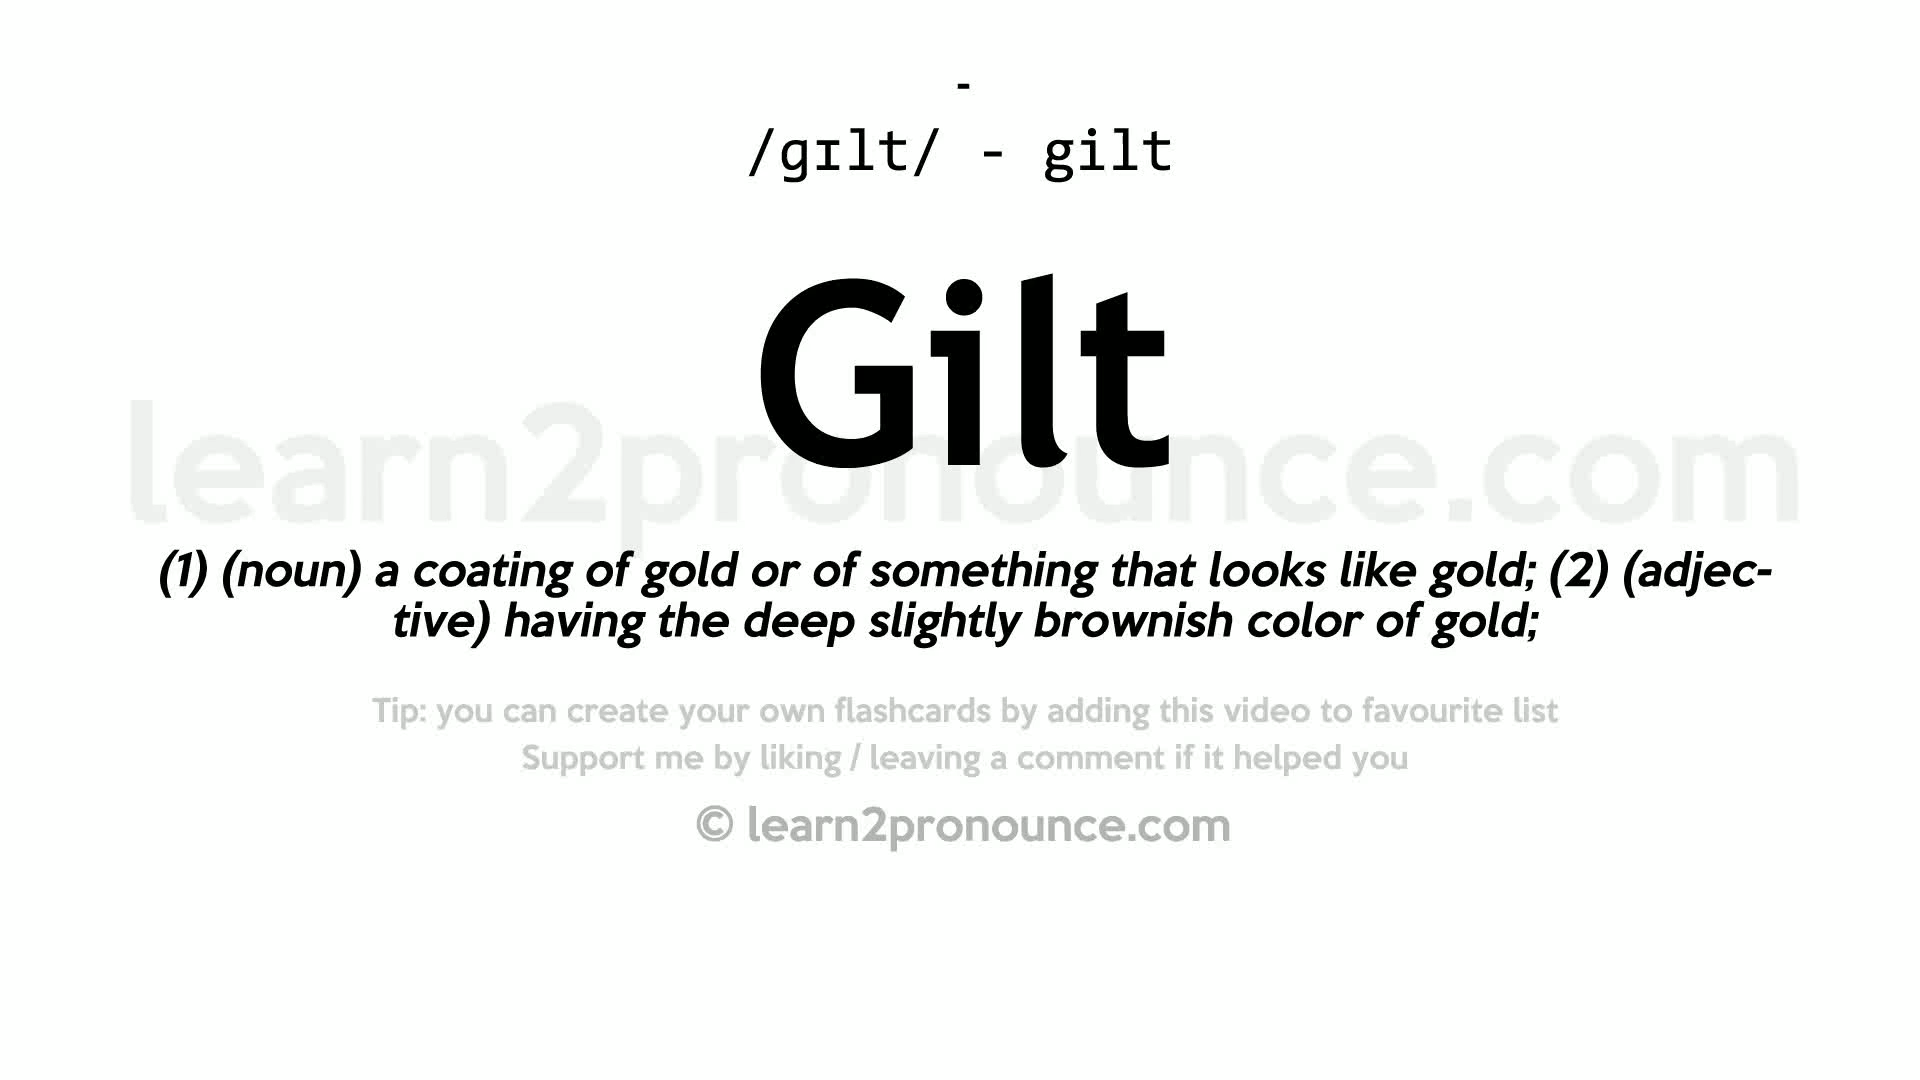 -
/gɪlt/ - gilt
Gilt
learn2pronounce.com
(1) (noun) a coating of gold or of something that looks like gold; (2) (adjec-
tive) having the deep slightly brownish color of gold;
Tip: you can create your own flashcards by adding this video to favourite list
Support me by liking / leaving a comment if it helped you
© learn2pronounce.com